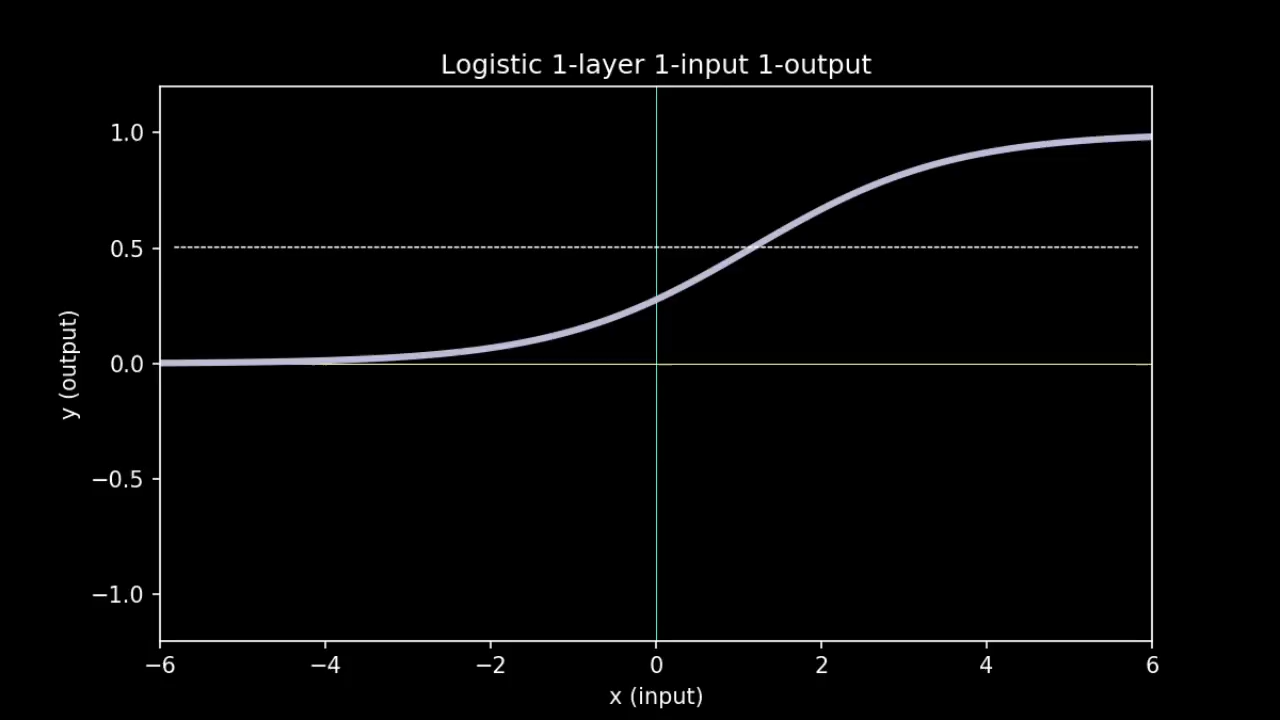 Logistic 1-layer 1-input 1-output
1.0
0.5
0.0
−0.5
−1.0
y (output)
−6 −4 −2 0 2 4 6
x (input)